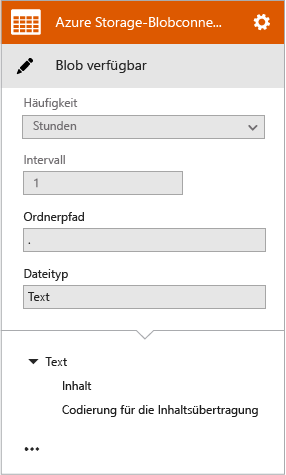 Azure Storage-Blobconne...
Blob verfügbar
Häufigkeit
Stunden
Intervall
1
Ordnerpfad
.
Dateityp
Text
Text
Inhalt
Codierung für die Inhaltsübertragung
...